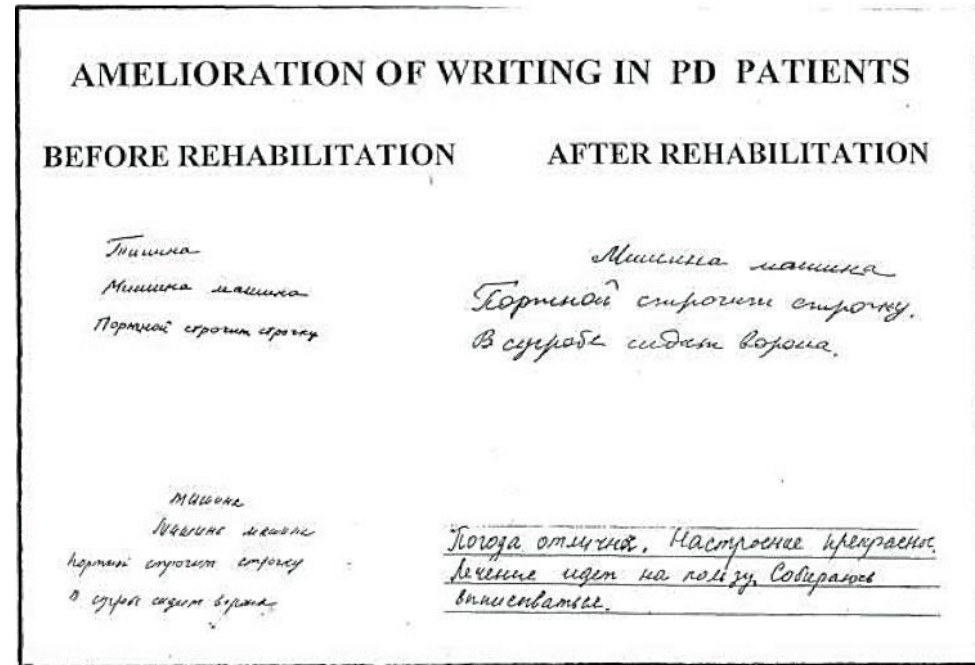 AMELIORATION OF WRITING IN PD PATIENTS
BEFORE REHABILITATION
AFTER REHABILITATION
Тишина
Мишина машина
Портной строчит строчку
Мишина машина
Портной строчит строчку.
В сугробе сидит ворона.
тишина
Мишина машина
Портной строчит строчку
В сугробе сидит ворона
Погода отличная. Настроение прекрасное.
Лечение идет на пользу. Собираюсь
выписываться.